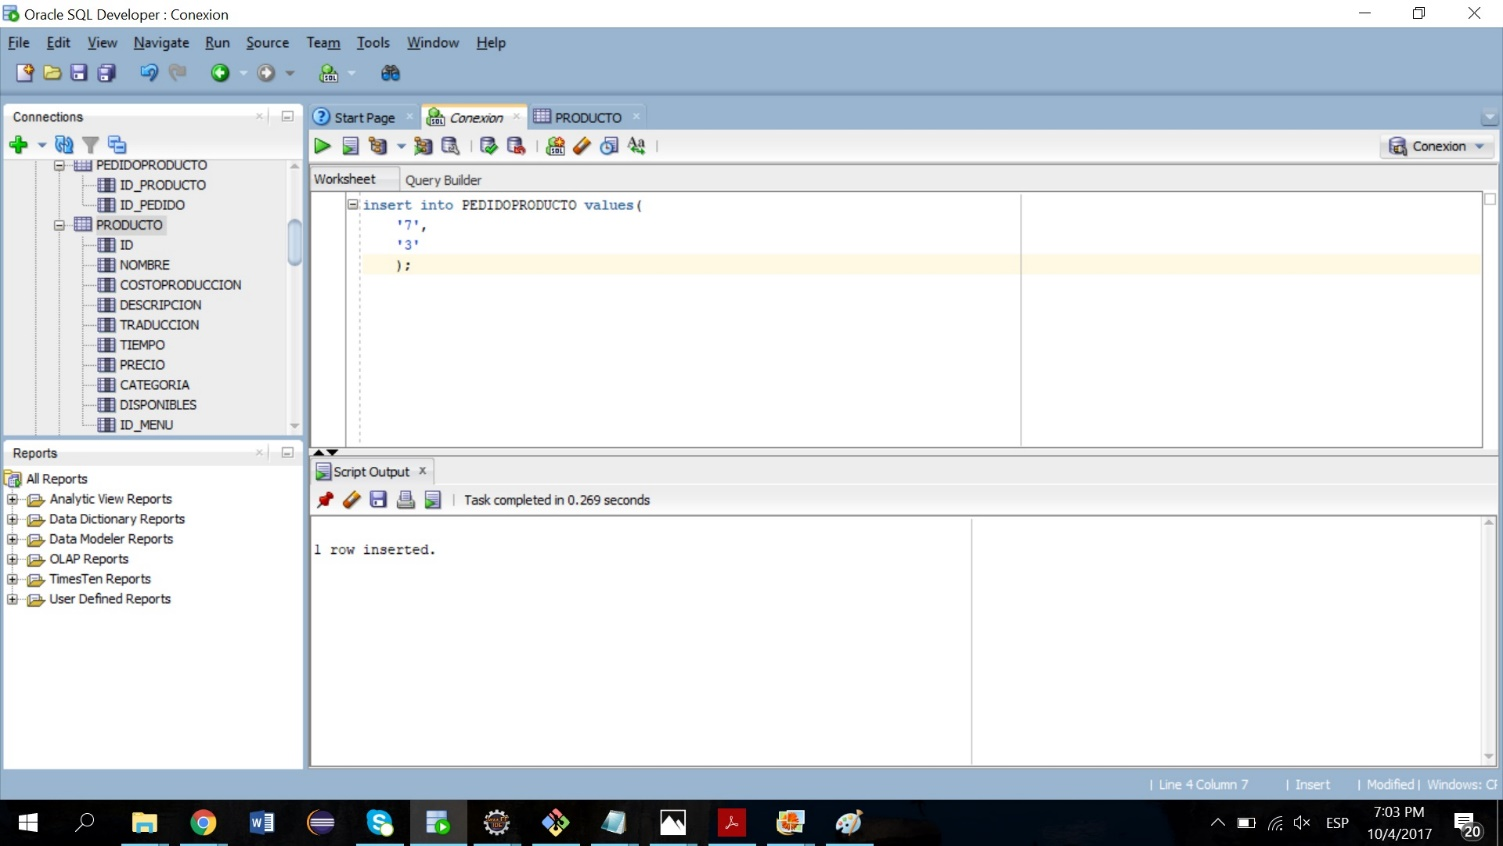 Oracle SQL Developer : Conexion
File Edit View Navigate Run Source Team Tools Window Help
Connections
PEDIDOPRODUCTO
ID_PRODUCTO
ID_PEDIDO
PRODUCTO
ID
NOMBRE
COSTOPRODUCCION
DESCRIPCION
TRADUCCION
TIEMPO
PRECIO
CATEGORIA
DISPONIBLES
ID_MENU
Reports
All Reports
Analytic View Reports
Data Dictionary Reports
Data Modeler Reports
OLAP Reports
TimesTen Reports
User Defined Reports
Start Page Conexion PRODUCTO
Conexion
Worksheet Query Builder
insert into PEDIDOPRODUCTO values(
'7',
'3'
);
Script Output
Task completed in 0.269 seconds
1 row inserted.
Line 4 Column 7 | Insert | Modified | Windows: CF
ESP
7:03 PM
10/4/2017
20